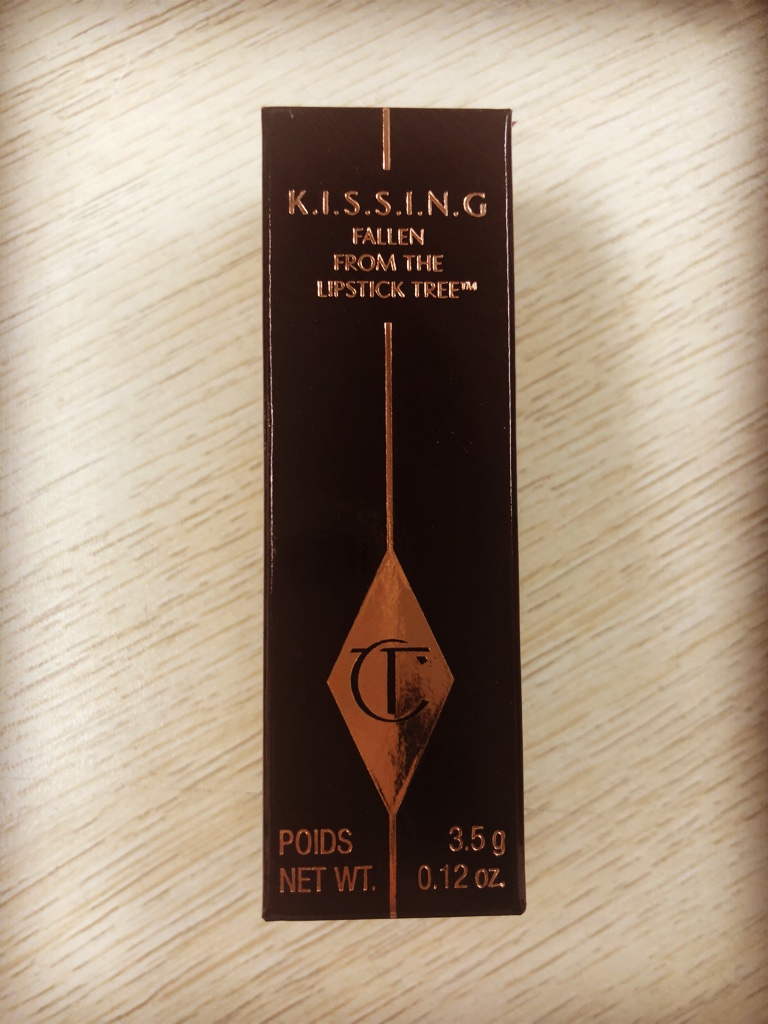 K.I.S.S.I.N.G
FALLEN
FROM THE
LIPSTICK TREE™
CT
POIDS 3.5 g
NET WT. 0.12 oz.